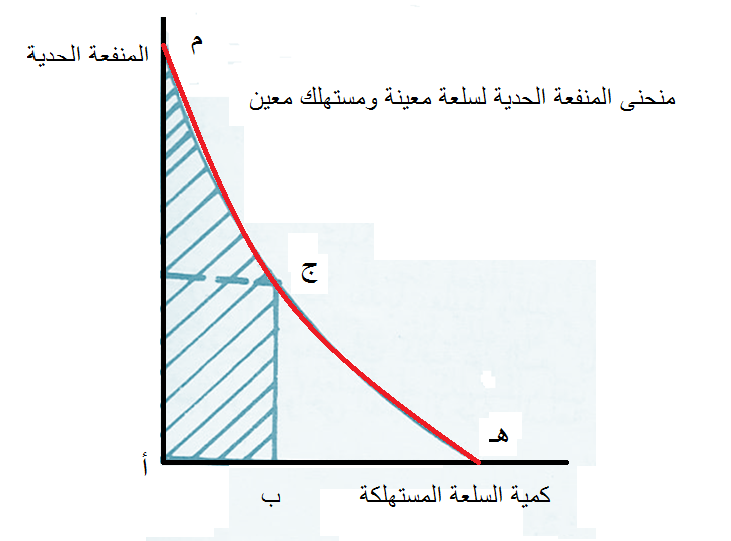 م
المنفعة الحدية
منحنى المنفعة الحدية لسلعة معينة ومستهلك معين
ج
هـ
أ
ب
كمية السلعة المستهلكة